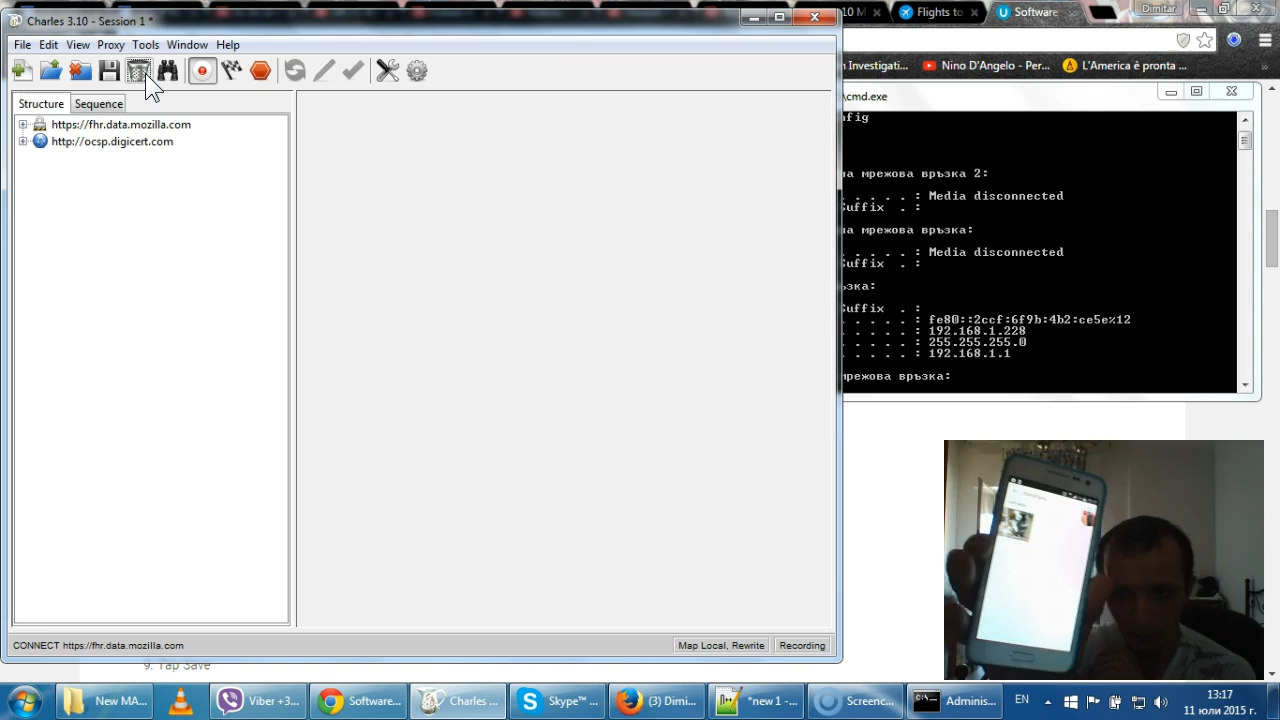 Charles 3.10 - Session 1 *
File Edit View Proxy Tools Window Help
Structure Sequence
https://fhr.data.mozilla.com
http://ocsp.digicert.com
CONNECT https://fhr.data.mozilla.com
Map Local, Rewrite
Recording
10 M
Flights to
Software
Dimitar
n Investigati...
Nino D'Angelo - Per...
L'America è pronta ...
\cmd.exe
nfig
на мрежова връзка 2:
. . . . . : Media disconnected
Suffix . :
на мрежова връзка:
. . . . . : Media disconnected
Suffix . :
ъзка:
Suffix . :
. . . . . : fe80::2ccf:6f9b:4b2:ce5e%12
. . . . . : 192.168.1.228
. . . . . : 255.255.255.0
. . . . . : 192.168.1.1
мрежова връзка:
9. Tap Save
New MA...
Viber +3...
Software...
Charles ...
Skype™ ...
(3) Dimi...
*new 1 -...
Screenc...
Adminis...
EN
13:17
11 юли 2015 г.